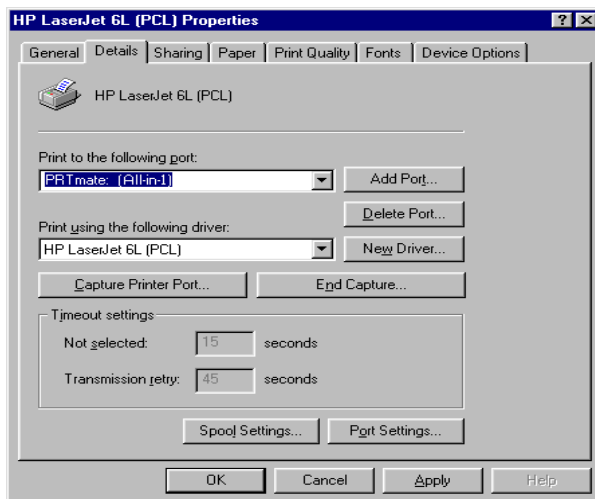 HP LaserJet 6L (PCL) Properties
General Details Sharing Paper Print Quality Fonts Device Options
HP LaserJet 6L (PCL)
Print to the following port:
PRTmate: (All-in-1) Add Port...
Delete Port...
Print using the following driver:
HP LaserJet 6L (PCL) New Driver...
Capture Printer Port... End Capture...
Timeout settings
Not selected: 15 seconds
Transmission retry: 45 seconds
Spool Settings... Port Settings...
OK Cancel Apply Help